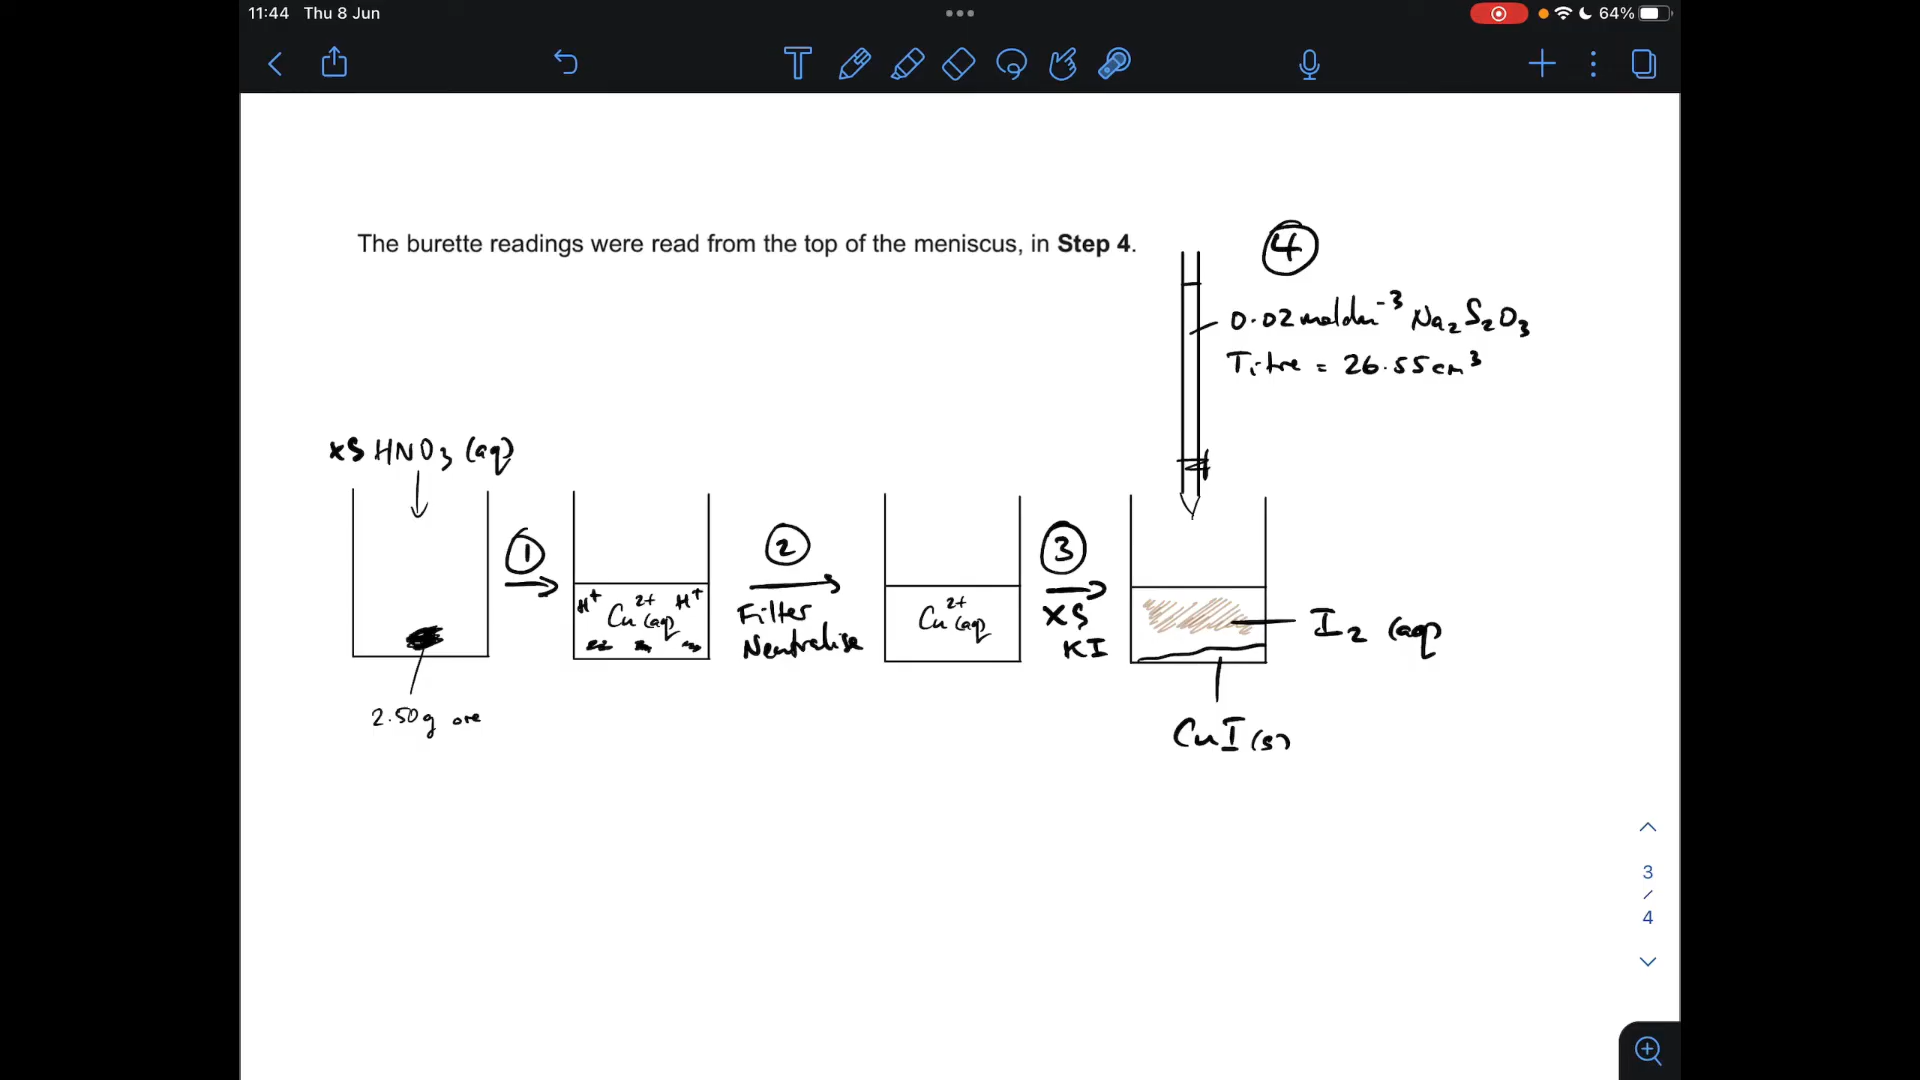 11:44 Thu 8 Jun
64%
The burette readings were read from the top of the meniscus, in Step 4.
4
0.02 moldm⁻³ Na₂S₂O₃
Titre = 26.55cm³
xs HNO₃ (aq)
1
H⁺ Cu²⁺(aq) H⁺
2
Filter
Neutralise
Cu²⁺(aq)
3
XS
KI
I₂ (aq)
2.50g ore
CuI(s)
3
/
4